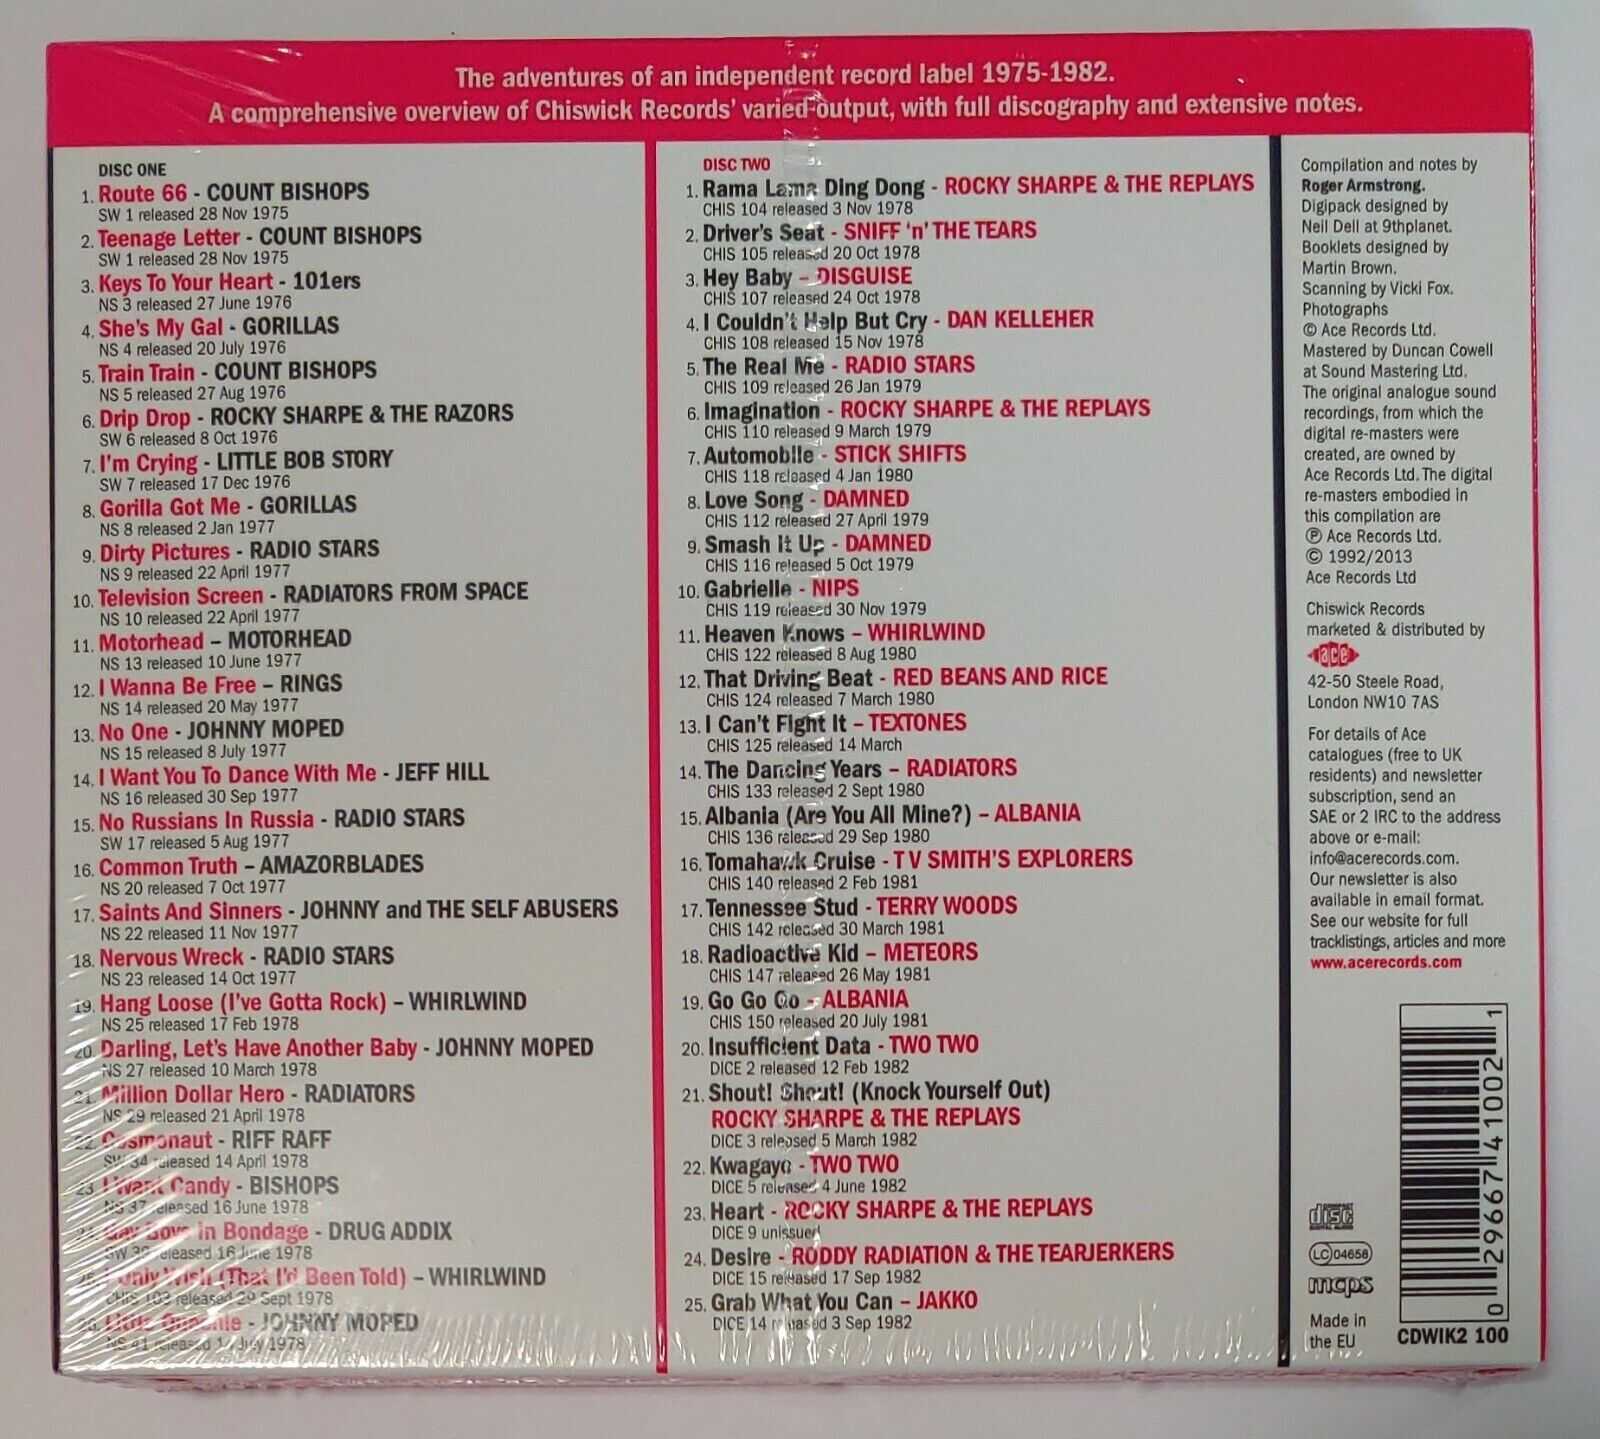 The adventures of an independent record label 1975-1982.
A comprehensive overview of Chiswick Records' varied output, with full discography and extensive notes.
DISC ONE
1. Route 66 - COUNT BISHOPS
SW 1 released 28 Nov 1975
2. Teenage Letter - COUNT BISHOPS
SW 1 released 28 Nov 1975
3. Keys To Your Heart - 101ers
NS 3 released 27 June 1976
4. She's My Gal - GORILLAS
NS 4 released 20 July 1976
5. Train Train - COUNT BISHOPS
NS 5 released 27 Aug 1976
6. Drip Drop - ROCKY SHARPE & THE RAZORS
SW 6 released 8 Oct 1976
7. I'm Crying - LITTLE BOB STORY
SW 7 released 17 Dec 1976
8. Gorilla Got Me - GORILLAS
NS 8 released 2 Jan 1977
9. Dirty Pictures - RADIO STARS
NS 9 released 22 April 1977
10. Television Screen - RADIATORS FROM SPACE
NS 10 released 22 April 1977
11. Motorhead – MOTORHEAD
NS 13 released 10 June 1977
12. I Wanna Be Free – RINGS
NS 14 released 20 May 1977
13. No One - JOHNNY MOPED
NS 15 released 8 July 1977
14. I Want You To Dance With Me - JEFF HILL
NS 16 released 30 Sep 1977
15. No Russians In Russia - RADIO STARS
SW 17 released 5 Aug 1977
16. Common Truth – AMAZORBLADES
NS 20 released 7 Oct 1977
17. Saints And Sinners - JOHNNY and THE SELF ABUSERS
NS 22 released 11 Nov 1977
18. Nervous Wreck - RADIO STARS
NS 23 released 14 Oct 1977
19. Hang Loose (I've Gotta Rock) – WHIRLWIND
NS 25 released 17 Feb 1978
20. Darling, Let's Have Another Baby - JOHNNY MOPED
NS 27 released 10 March 1978
21. Million Dollar Hero - RADIATORS
NS 29 released 21 April 1978
22. Cosmonaut - RIFF RAFF
SW 34 released 14 April 1978
23. I Want Candy - BISHOPS
NS 37 released 16 June 1978
24. Gay Boys In Bondage - DRUG ADDIX
SW 39 released 16 June 1978
25. I Only Wish (That I'd Been Told) – WHIRLWIND
CHIS 103 released 29 Sept 1978
26. Little Queenie - JOHNNY MOPED
NS 41 released July 1978
DISC TWO
1. Rama Lama Ding Dong - ROCKY SHARPE & THE REPLAYS
CHIS 104 released 3 Nov 1978
2. Driver's Seat - SNIFF 'n' THE TEARS
CHIS 105 released 20 Oct 1978
3. Hey Baby – DISGUISE
CHIS 107 released 24 Oct 1978
4. I Couldn't Help But Cry - DAN KELLEHER
CHIS 108 released 15 Nov 1978
5. The Real Me - RADIO STARS
CHIS 109 released 26 Jan 1979
6. Imagination - ROCKY SHARPE & THE REPLAYS
CHIS 110 released 9 March 1979
7. Automobile - STICK SHIFTS
CHIS 118 released 4 Jan 1980
8. Love Song - DAMNED
CHIS 112 released 27 April 1979
9. Smash It Up - DAMNED
CHIS 116 released 5 Oct 1979
10. Gabrielle - NIPS
CHIS 119 released 30 Nov 1979
11. Heaven Knows – WHIRLWIND
CHIS 122 released 8 Aug 1980
12. That Driving Beat - RED BEANS AND RICE
CHIS 124 released 7 March 1980
13. I Can't Fight It – TEXTONES
CHIS 125 released 14 March
14. The Dancing Years – RADIATORS
CHIS 133 released 2 Sept 1980
15. Albania (Are You All Mine?) – ALBANIA
CHIS 136 released 29 Sep 1980
16. Tomahawk Cruise - T V SMITH'S EXPLORERS
CHIS 140 released 2 Feb 1981
17. Tennessee Stud - TERRY WOODS
CHIS 142 released 30 March 1981
18. Radioactive Kid – METEORS
CHIS 147 released 26 May 1981
19. Go Go Go - ALBANIA
CHIS 150 released 20 July 1981
20. Insufficient Data - TWO TWO
DICE 2 released 12 Feb 1982
21. Shout! Shout! (Knock Yourself Out)
ROCKY SHARPE & THE REPLAYS
DICE 3 released 5 March 1982
22. Kwagayo - TWO TWO
DICE 5 released 4 June 1982
23. Heart - ROCKY SHARPE & THE REPLAYS
DICE 9 unissued
24. Desire - RODDY RADIATION & THE TEARJERKERS
DICE 15 released 17 Sep 1982
25. Grab What You Can – JAKKO
DICE 14 released 3 Sep 1982
Compilation and notes by
Roger Armstrong.
Digipack designed by
Neil Dell at 9thplanet.
Booklets designed by
Martin Brown.
Scanning by Vicki Fox.
Photographs
© Ace Records Ltd.
Mastered by Duncan Cowell
at Sound Mastering Ltd.
The original analogue sound
recordings, from which the
digital re-masters were
created, are owned by
Ace Records Ltd. The digital
re-masters embodied in
this compilation are
℗ Ace Records Ltd.
© 1992/2013
Ace Records Ltd
Chiswick Records
marketed & distributed by
ace
42-50 Steele Road,
London NW10 7AS
For details of Ace
catalogues (free to UK
residents) and newsletter
subscription, send an
SAE or 2 IRC to the address
above or e-mail:
info@acerecords.com.
Our newsletter is also
available in email format.
See our website for full
tracklistings, articles and more
www.acerecords.com
COMPACT disc DIGITAL AUDIO
LC 04656
mcps
Made in
the EU
0 29667 41002 1
CDWIK2 100